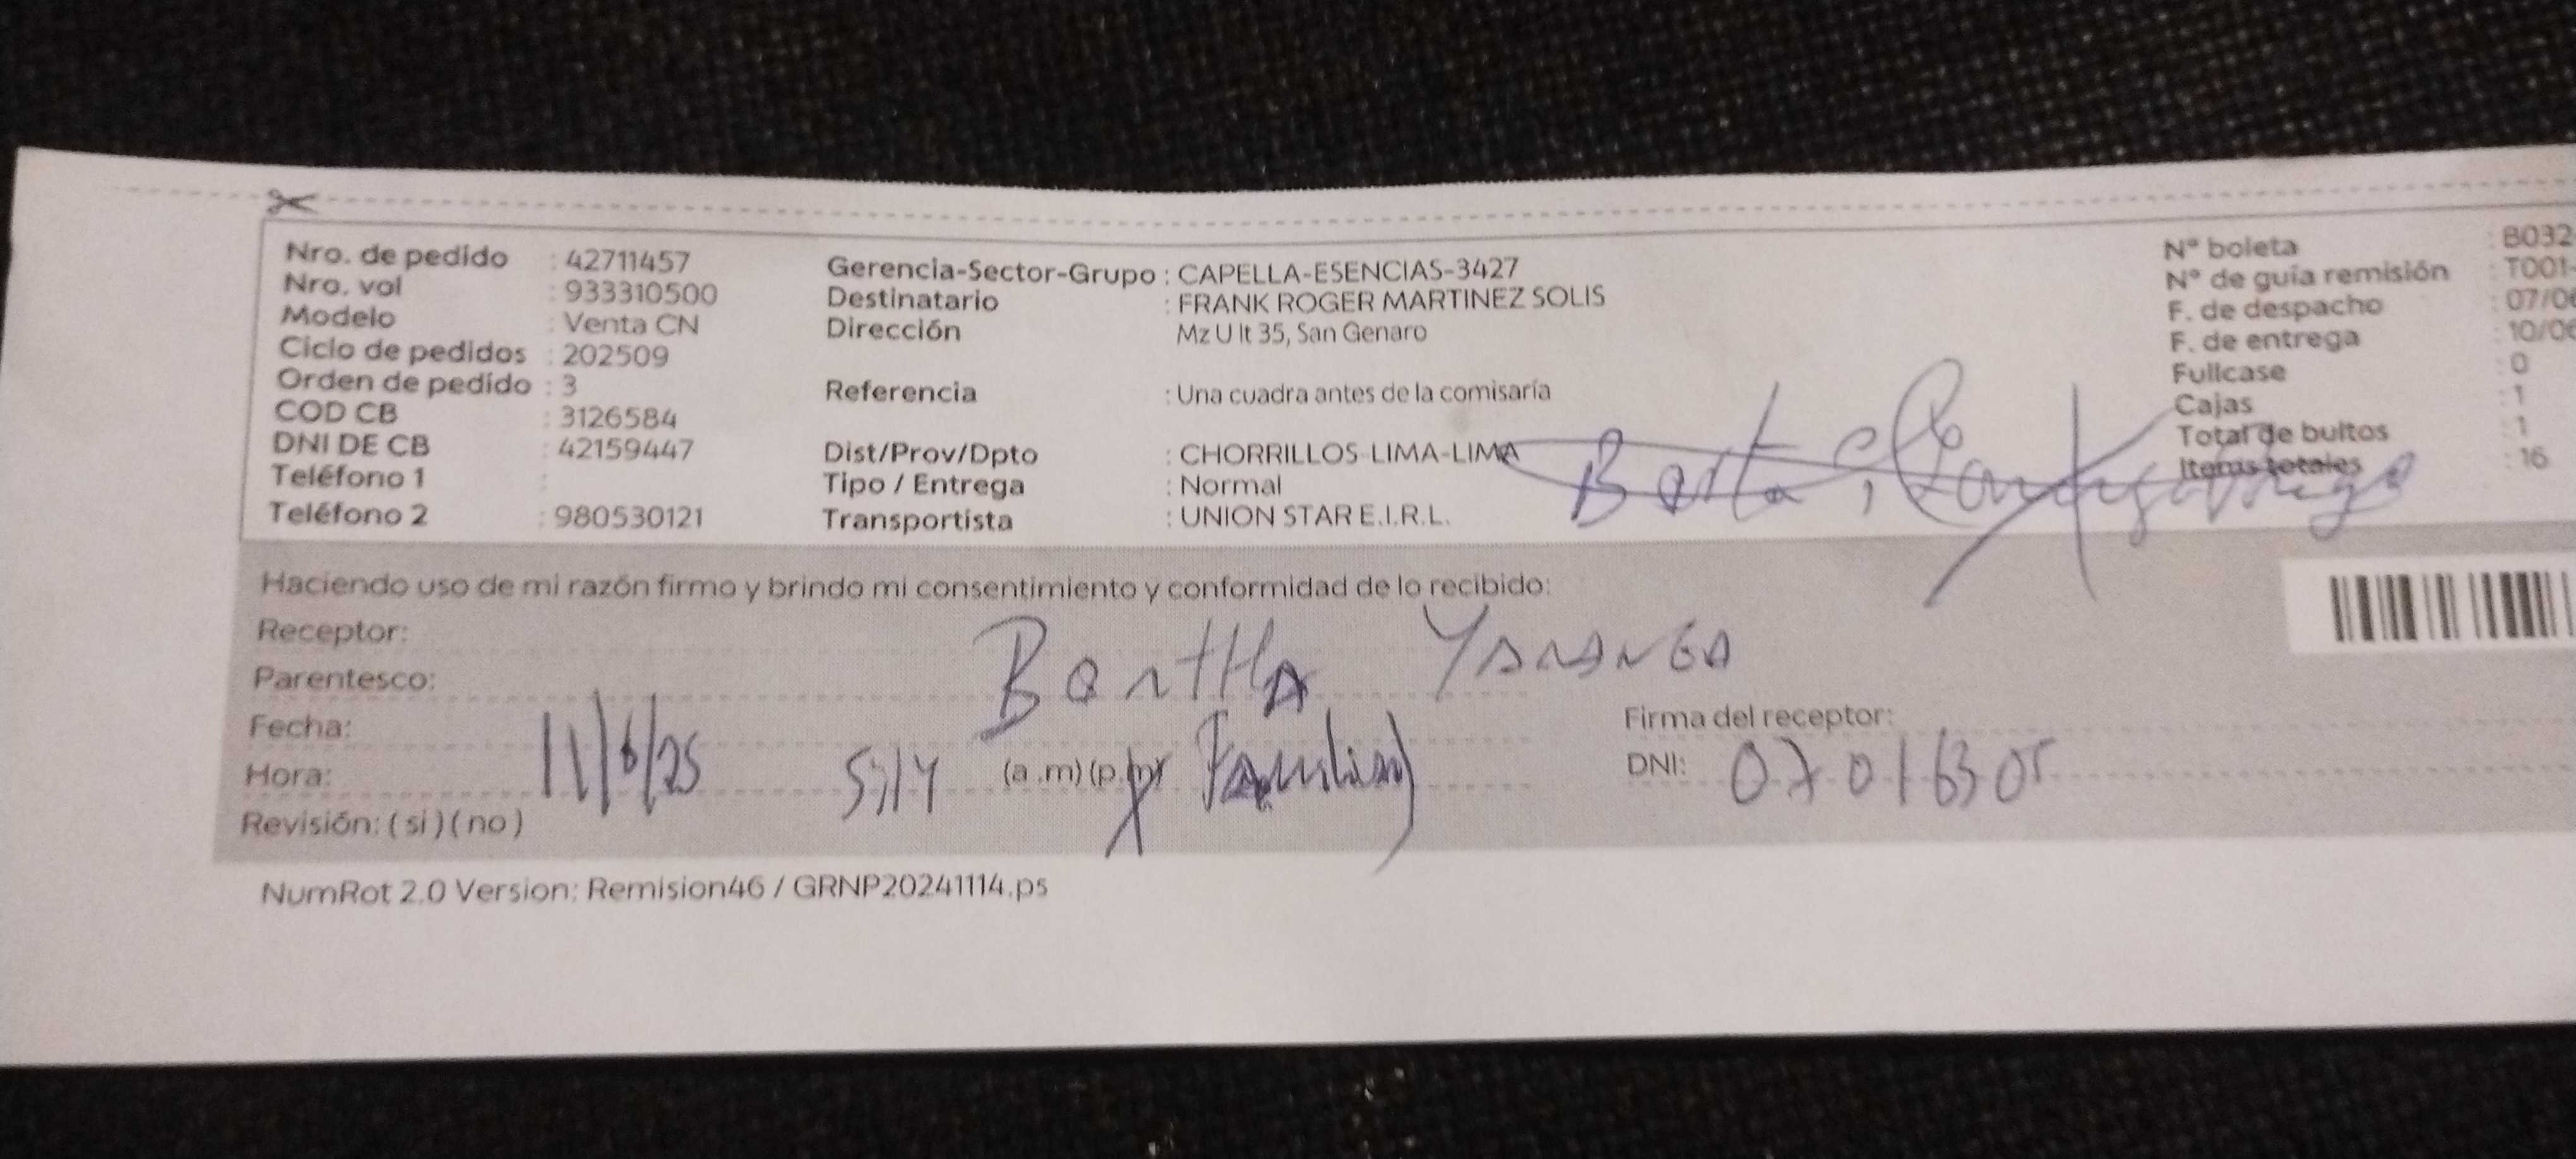 Nro. de pedido : 42711457
Nro. vol : 933310500
Modelo : Venta CN
Ciclo de pedidos : 202509
Orden de pedido : 3
COD CB : 3126584
DNI DE CB : 42159447
Teléfono 1 :
Teléfono 2 : 980530121
Gerencia-Sector-Grupo : CAPELLA-ESENCIAS-3427
Destinatario : FRANK ROGER MARTINEZ SOLIS
Dirección Mz U lt 35, San Genaro
Referencia : Una cuadra antes de la comisaría
Dist/Prov/Dpto : CHORRILLOS-LIMA-LIMA
Tipo / Entrega : Normal
Transportista : UNION STAR E.I.R.L.
N° boleta : B032
N° de guía remisión : T001-
F. de despacho : 07/06
F. de entrega : 10/06
Fullcase : 0
Cajas : 1
Total de bultos : 1
Items totales : 16
Haciendo uso de mi razón firmo y brindo mi consentimiento y conformidad de lo recibido:
Receptor: BertHa YARANGA
Parentesco:
Fecha: 11/6/25
Firma del receptor:
Hora: (a.m) (p.m) Familiar)
DNI: 07016305
Revisión: ( si ) ( no )
NumRot 2.0 Version: Remision46 / GRNP20241114.ps